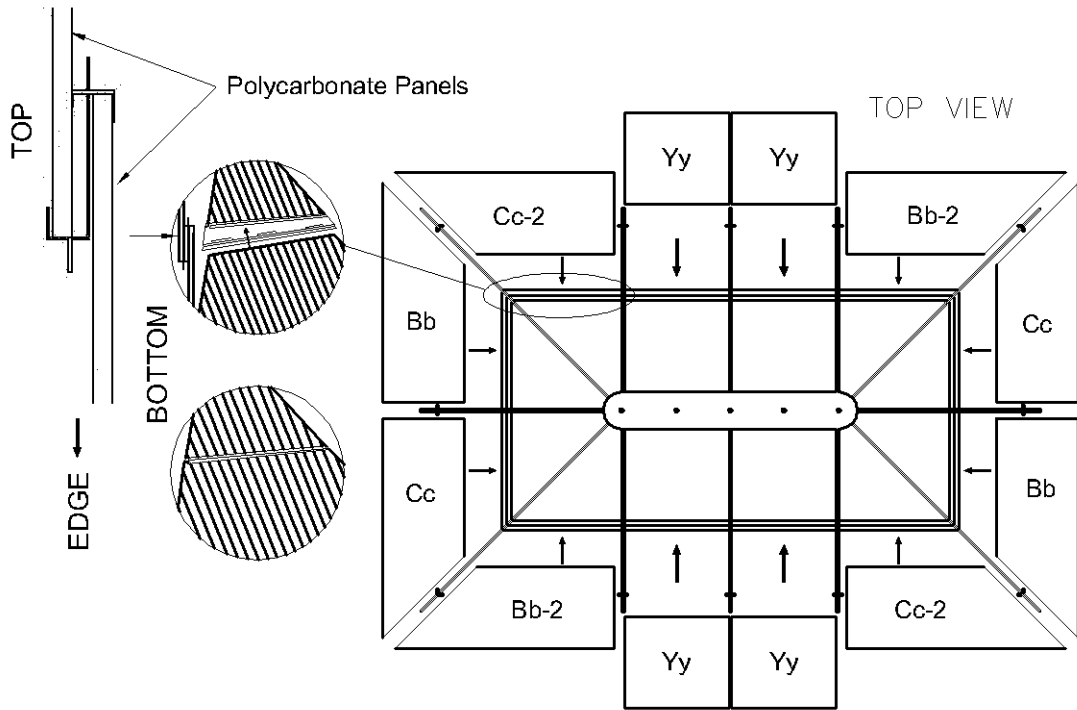 TOP
Polycarbonate Panels
BOTTOM
EDGE
TOP VIEW
Yy Yy
Cc-2 Bb-2
Bb Cc
Cc Bb
Bb-2 Cc-2
Yy Yy